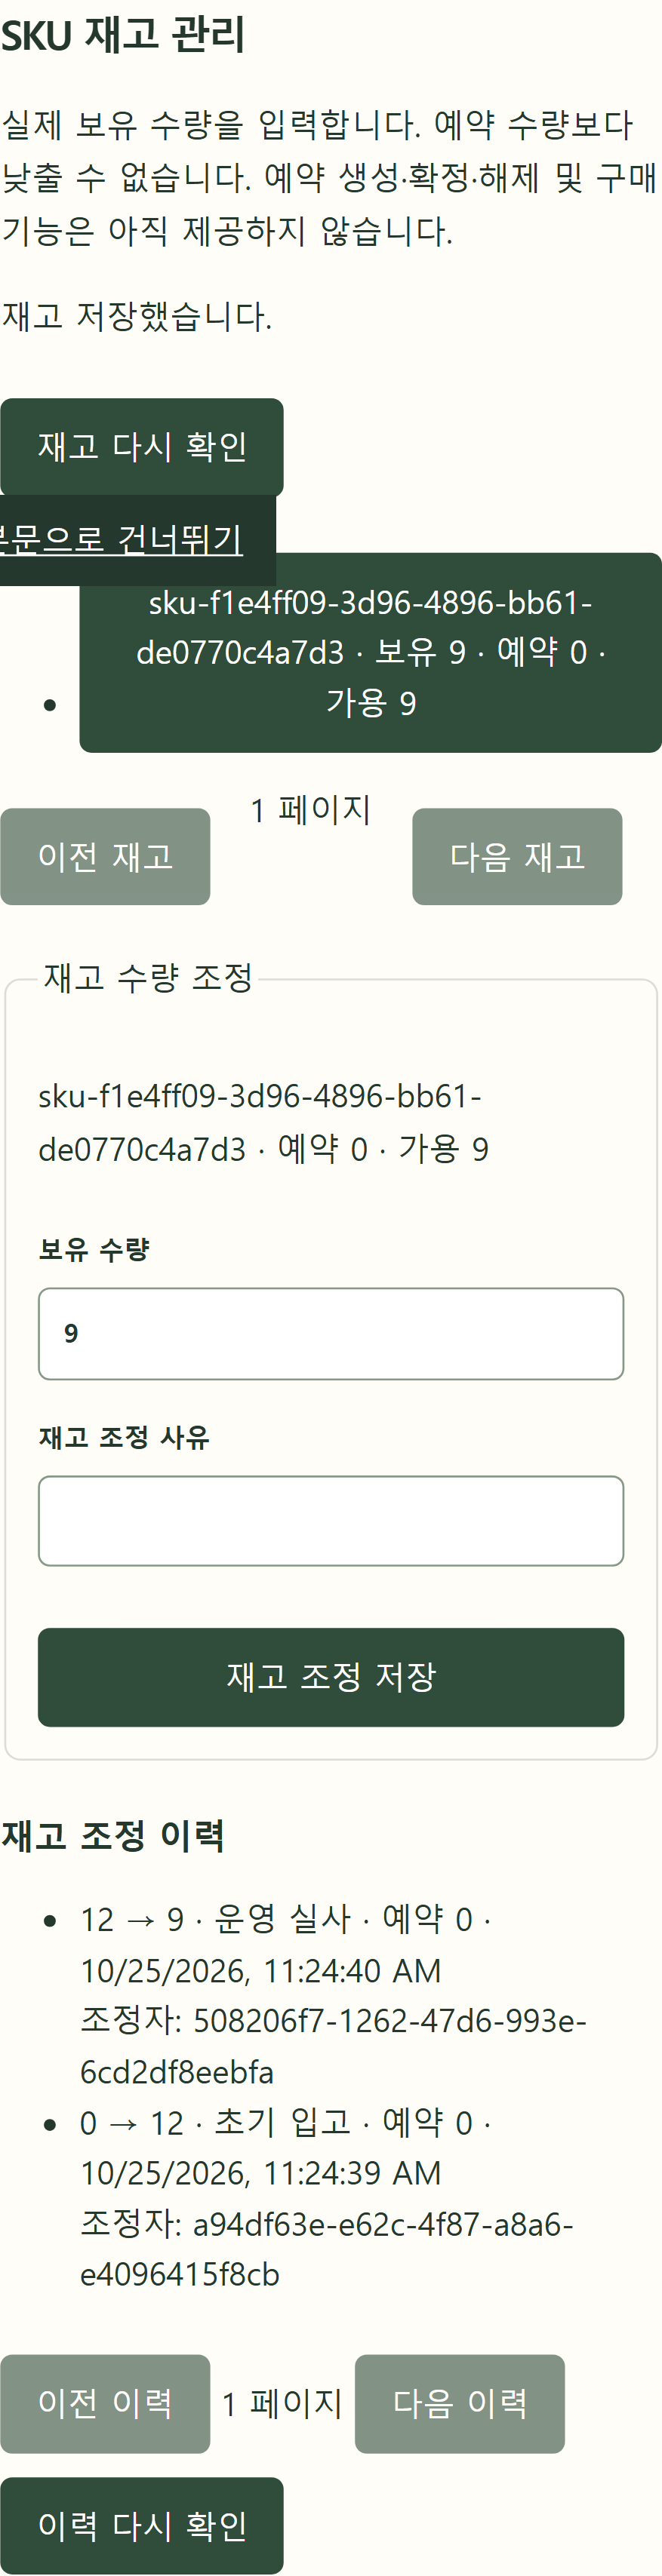 SKU 재고 관리
실제 보유 수량을 입력합니다. 예약 수량보다
낮출 수 없습니다. 예약 생성·확정·해제 및 구매
기능은 아직 제공하지 않습니다.
재고 저장했습니다.
재고 다시 확인
본문으로 건너뛰기
sku-f1e4ff09-3d96-4896-bb61-
de0770c4a7d3 · 보유 9 · 예약 0 ·
가용 9
이전 재고
1 페이지
다음 재고
재고 수량 조정
sku-f1e4ff09-3d96-4896-bb61-
de0770c4a7d3 · 예약 0 · 가용 9
보유 수량
9
재고 조정 사유
재고 조정 저장
재고 조정 이력
12 → 9 · 운영 실사 · 예약 0 ·
10/25/2026, 11:24:40 AM
조정자: 508206f7-1262-47d6-993e-
6cd2df8eebfa
0 → 12 · 초기 입고 · 예약 0 ·
10/25/2026, 11:24:39 AM
조정자: a94df63e-e62c-4f87-a8a6-
e4096415f8cb
이전 이력
1 페이지
다음 이력
이력 다시 확인